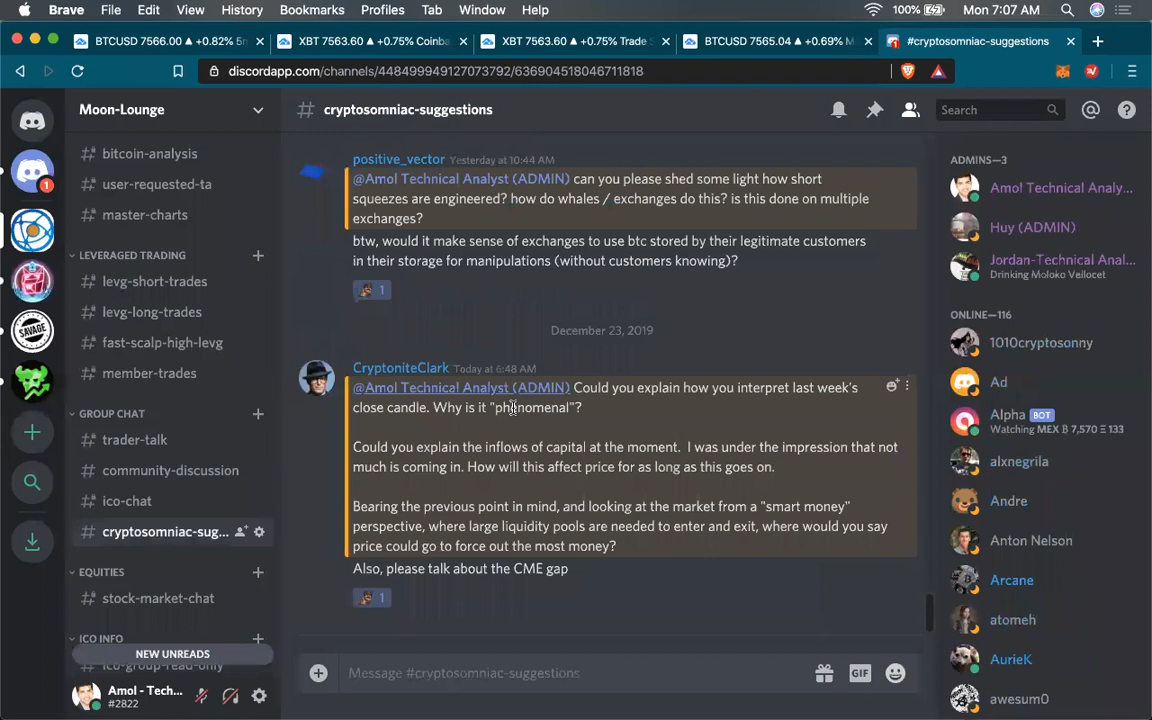 Brave File Edit View History Bookmarks Profiles Tab Window Help 100% Mon 7:07 AM
BTCUSD 7566.00 ▲ +0.82% 5m × XBT 7563.60 ▲ +0.75% Coinba × XBT 7563.60 ▲ +0.75% Trade × BTCUSD 7565.04 ▲ +0.69% M × #cryptosomniac-suggestions ×
discordapp.com/channels/448499949127073792/636904518046711818
Moon-Lounge
# cryptosomniac-suggestions
Search
bitcoin-analysis
user-requested-ta
master-charts
LEVERAGED TRADING
levg-short-trades
levg-long-trades
fast-scalp-high-levg
member-trades
GROUP CHAT
trader-talk
community-discussion
ico-chat
cryptosomniac-sug...
EQUITIES
stock-market-chat
ICO INFO
NEW UNREADS
ico-group-read-only
Amol - Tech...
#2822
1
positive_vector Yesterday at 10:44 AM
@Amol Technical Analyst (ADMIN) can you please shed some light how short
squeezes are engineered? how do whales / exchanges do this? is this done on multiple
exchanges?
btw, would it make sense of exchanges to use btc stored by their legitimate customers
in their storage for manipulations (without customers knowing)?
1
December 23, 2019
CryptoniteClark Today at 6:48 AM
@Amol Technical Analyst (ADMIN) Could you explain how you interpret last week's
close candle. Why is it "phenomenal"?
Could you explain the inflows of capital at the moment. I was under the impression that not
much is coming in. How will this affect price for as long as this goes on.
Bearing the previous point in mind, and looking at the market from a "smart money"
perspective, where large liquidity pools are needed to enter and exit, where would you say
price could go to force out the most money?
Also, please talk about the CME gap
1
Message #cryptosomniac-suggestions
GIF
ADMINS—3
Amol Technical Analy...
Huy (ADMIN)
Jordan-Technical Anal...
Drinking Moloko Veilocet
ONLINE—116
1010cryptosonny
Ad
Alpha BOT
Watching MEX ₿ 7,570 Ξ 133
alxnegrila
Andre
Anton Nelson
Arcane
atomeh
AurieK
awesum0
SAVAGE